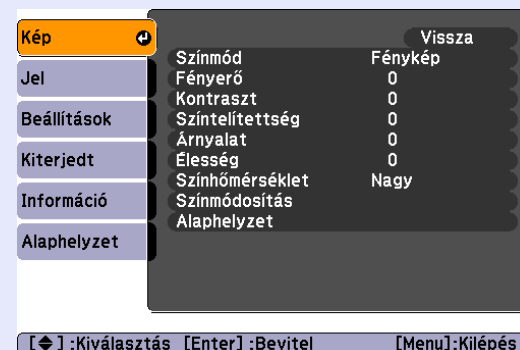 Kép
Jel
Beállítások
Kiterjedt
Információ
Alaphelyzet
Vissza
Színmód Fénykép
Fényerő 0
Kontraszt 0
Színtelítettség 0
Árnyalat 0
Élesség 0
Színhőmérséklet Nagy
Színmódosítás
Alaphelyzet
[◆] :Kiválasztás [Enter] :Bevitel [Menu]:Kilépés